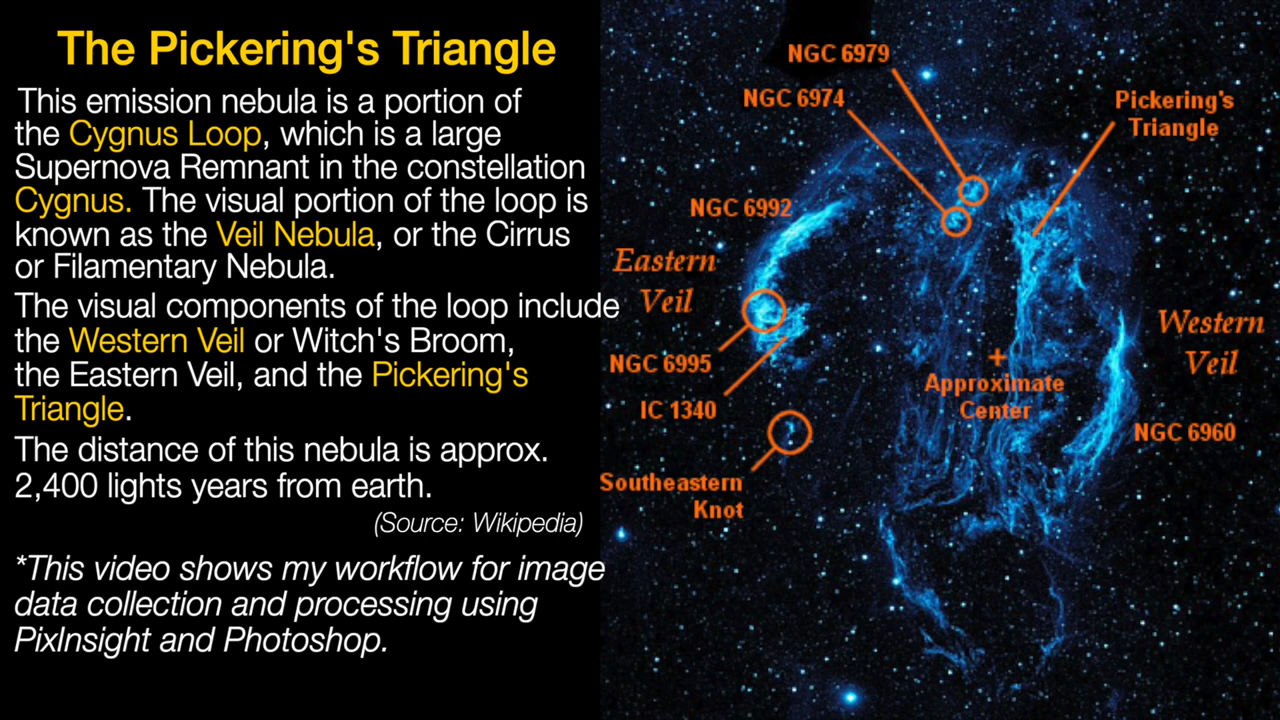 The Pickering's Triangle
This emission nebula is a portion of
the Cygnus Loop, which is a large
Supernova Remnant in the constellation
Cygnus. The visual portion of the loop is
known as the Veil Nebula, or the Cirrus
or Filamentary Nebula.
The visual components of the loop include
the Western Veil or Witch's Broom,
the Eastern Veil, and the Pickering's
Triangle.
The distance of this nebula is approx.
2,400 lights years from earth.
(Source: Wikipedia)
*This video shows my workflow for image
data collection and processing using
PixInsight and Photoshop.
NGC 6979
NGC 6974
Pickering's
Triangle
NGC 6992
Eastern
Veil
Western
Veil
NGC 6995
+
Approximate
Center
IC 1340
NGC 6960
Southeastern
Knot